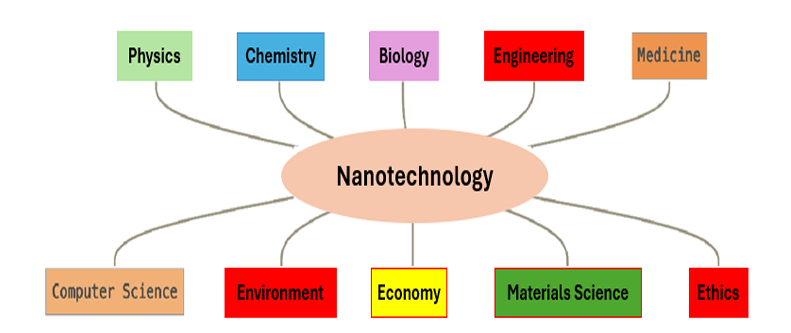 Physics
Chemistry
Biology
Engineering
Medicine
Nanotechnology
Computer Science
Environment
Economy
Materials Science
Ethics